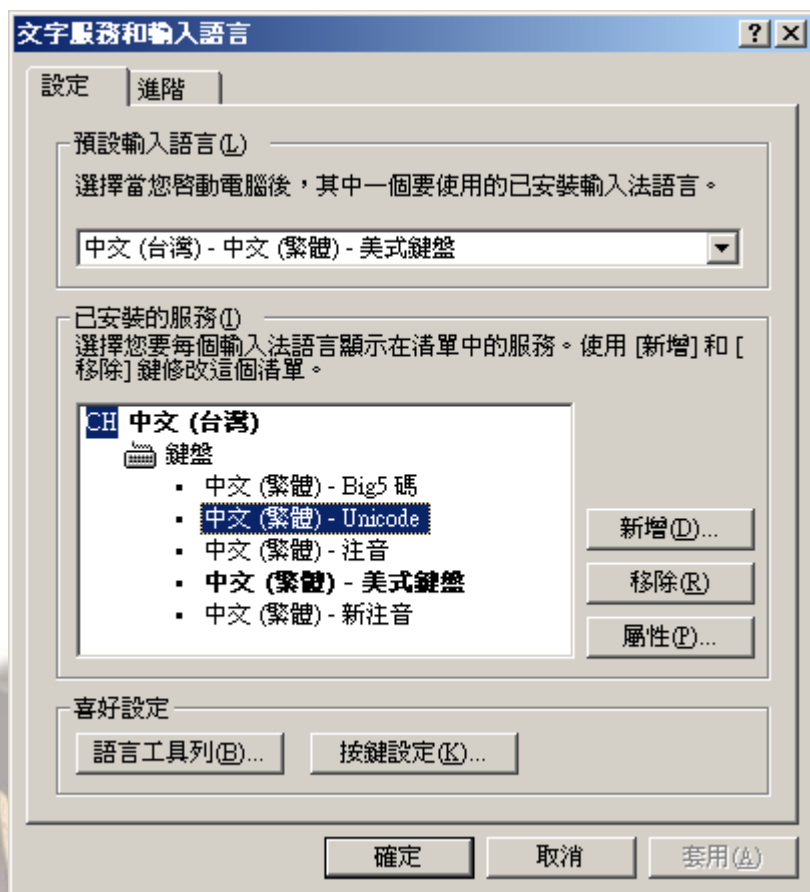 文字服務和輸入語言
設定
進階
預設輸入語言(L)
選擇當您啓動電腦後，其中一個要使用的已安裝輸入法語言。
中文 (台灣) - 中文 (繁體) - 美式鍵盤
已安裝的服務(I)
選擇您要每個輸入法語言顯示在清單中的服務。使用 [新增] 和 [
移除] 鍵修改這個清單。
CH 中文 (台灣)
鍵盤
▪ 中文 (繁體) - Big5 碼
▪ 中文 (繁體) - Unicode
▪ 中文 (繁體) - 注音
▪ 中文 (繁體) - 美式鍵盤
▪ 中文 (繁體) - 新注音
新增(D)...
移除(R)
屬性(P)...
喜好設定
語言工具列(B)...
按鍵設定(K)...
確定
取消
套用(A)